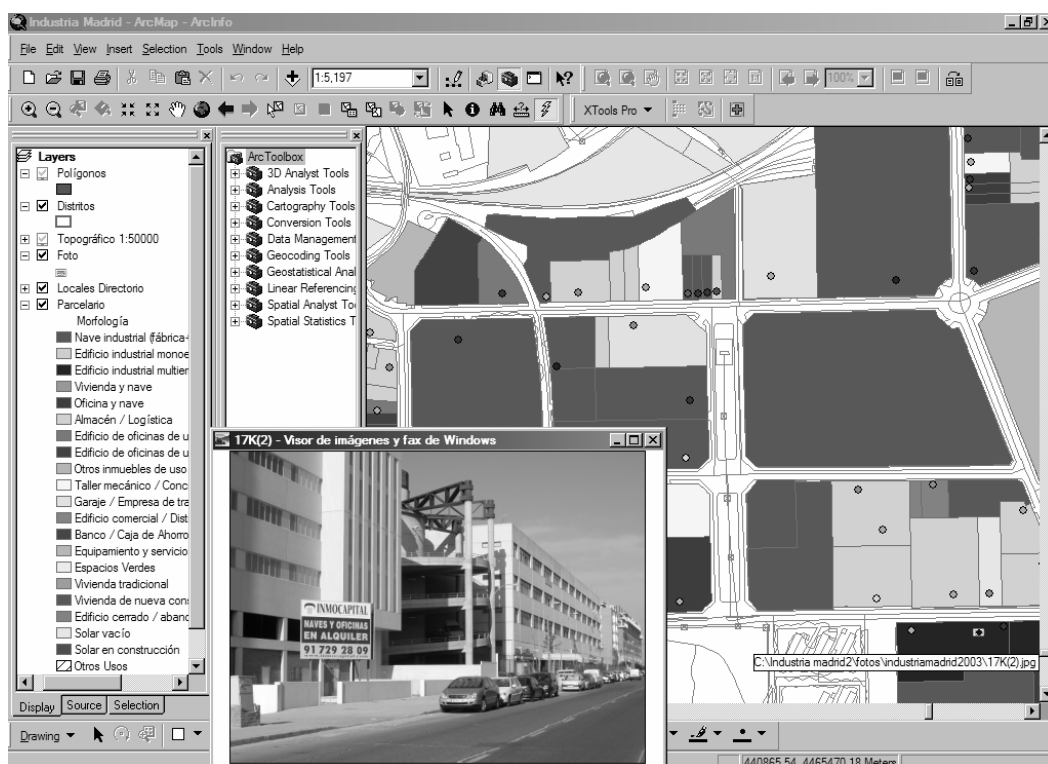 Industria Madrid - ArcMap - ArcInfo
File Edit View Insert Selection Tools Window Help
1:5,197
100%
XTools Pro
Layers
Polígonos
Distritos
Topográfico 1:50000
Foto
Locales Directorio
Parcelario
Morfología
Nave industrial (fábrica+
Edificio industrial monoe
Edificio industrial multier
Vivienda y nave
Oficina y nave
Almacén / Logística
Edificio de oficinas de u
Edificio de oficinas de u
Otros inmuebles de uso
Taller mecánico / Conc
Garaje / Empresa de tra
Edificio comercial / Dist
Banco / Caja de Ahorro
Equipamiento y servicio
Espacios Verdes
Vivienda tradicional
Vivienda de nueva cons
Edificio cerrado / abanc
Solar vacío
Solar en construcción
Otros Usos
Display Source Selection
ArcToolbox
3D Analyst Tools
Analysis Tools
Cartography Tools
Conversion Tools
Data Management
Geocoding Tools
Geostatistical Anal
Linear Referencing
Spatial Analyst Too
Spatial Statistics T
17K(2) - Visor de imágenes y fax de Windows
INMOCAPITAL
NAVES Y OFICINAS
EN ALQUILER
91 729 28 09
C:\Industria madrid2\fotos\industriamadrid2003\17K(2).jpg
Drawing
440865.54 4465470.18 Meters